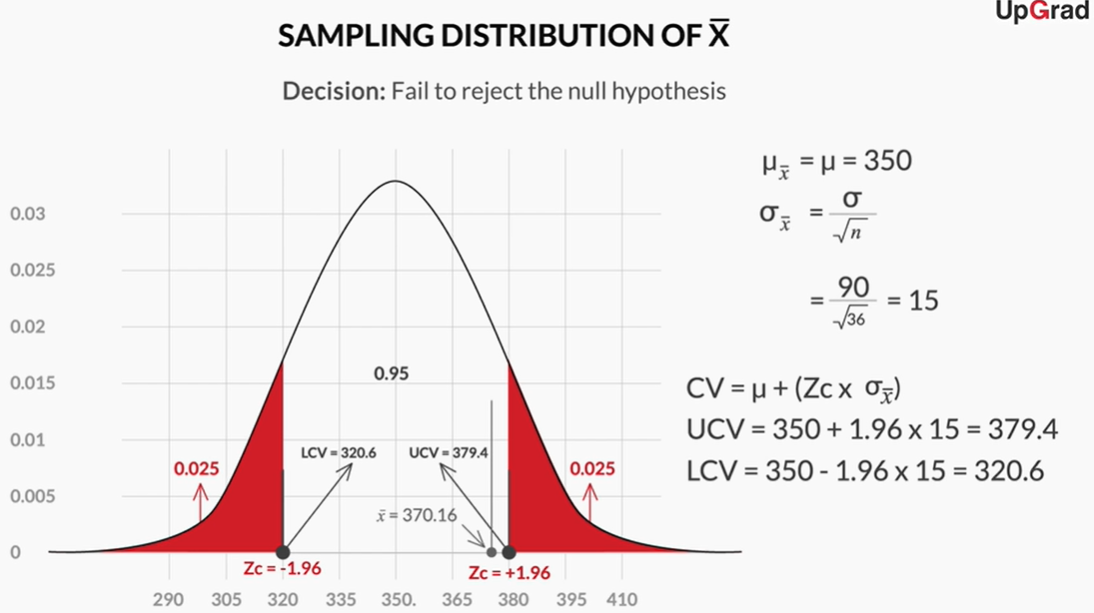 UpGrad
SAMPLING DISTRIBUTION OF X̅
Decision: Fail to reject the null hypothesis
μx̅ = μ = 350
σx̅ = σ / √n
= 90 / √36 = 15
CV = μ + (Zc x σx̅)
UCV = 350 + 1.96 x 15 = 379.4
LCV = 350 - 1.96 x 15 = 320.6
0.03
0.025
0.02
0.015
0.01
0.005
0
0.95
LCV = 320.6
UCV = 379.4
0.025
0.025
x̅ = 370.16
Zc = -1.96
Zc = +1.96
290 305 320 335 350. 365 380 395 410